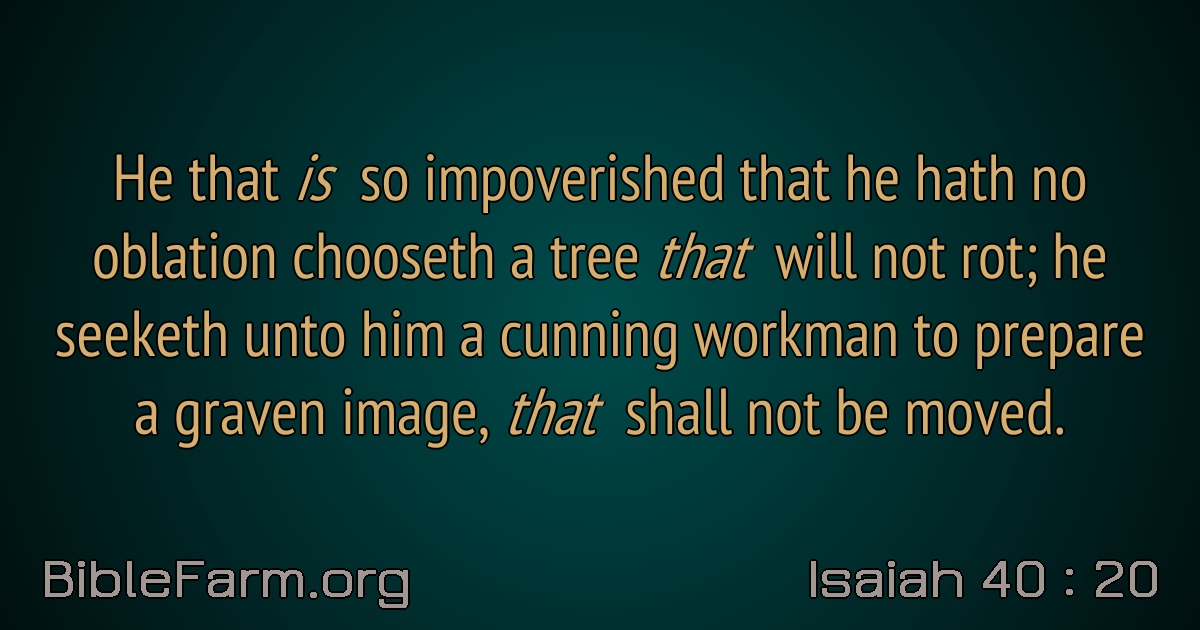 He that is so impoverished that he hath no
oblation chooseth a tree that will not rot; he
seeketh unto him a cunning workman to prepare
a graven image, that shall not be moved.
BibleFarm.org
Isaiah 40 : 20